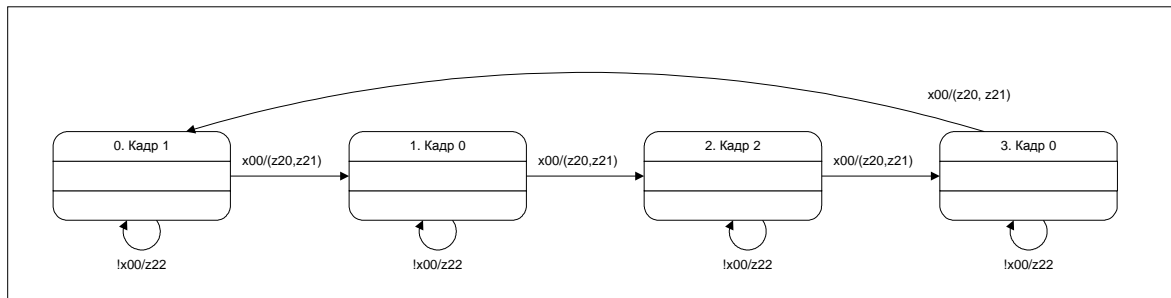 x00/(z20, z21)
0. Кадр 1
1. Кадр 0
2. Кадр 2
3. Кадр 0
x00/(z20,z21)
x00/(z20,z21)
x00/(z20,z21)
!x00/z22
!x00/z22
!x00/z22
!x00/z22